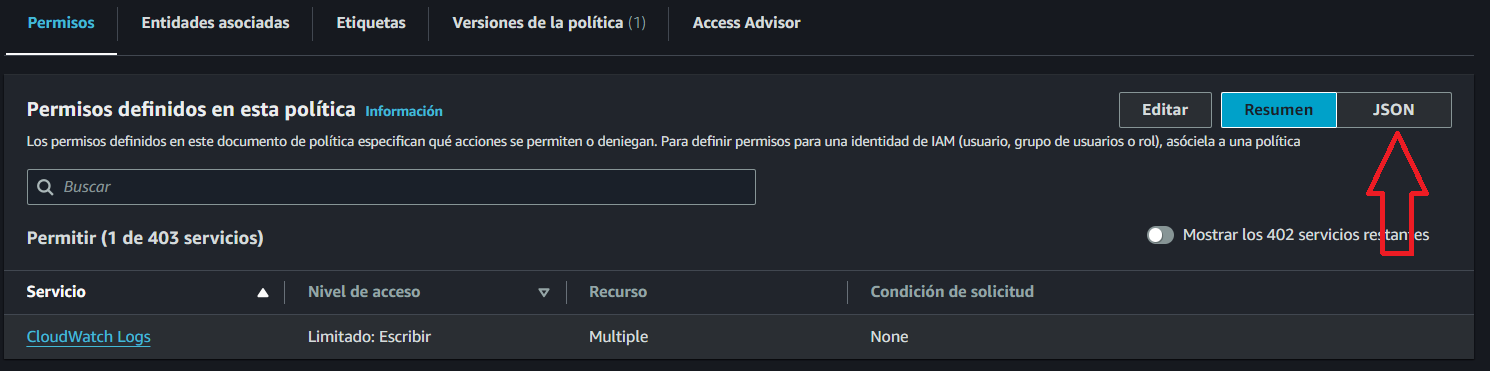 Permisos Entidades asociadas Etiquetas Versiones de la política (1) Access Advisor
Permisos definidos en esta política Información Editar Resumen JSON
Los permisos definidos en este documento de política especifican qué acciones se permiten o deniegan. Para definir permisos para una identidad de IAM (usuario, grupo de usuarios o rol), asóciela a una política
Buscar
Permitir (1 de 403 servicios) Mostrar los 402 servicios restantes
Servicio Nivel de acceso Recurso Condición de solicitud
CloudWatch Logs Limitado: Escribir Multiple None